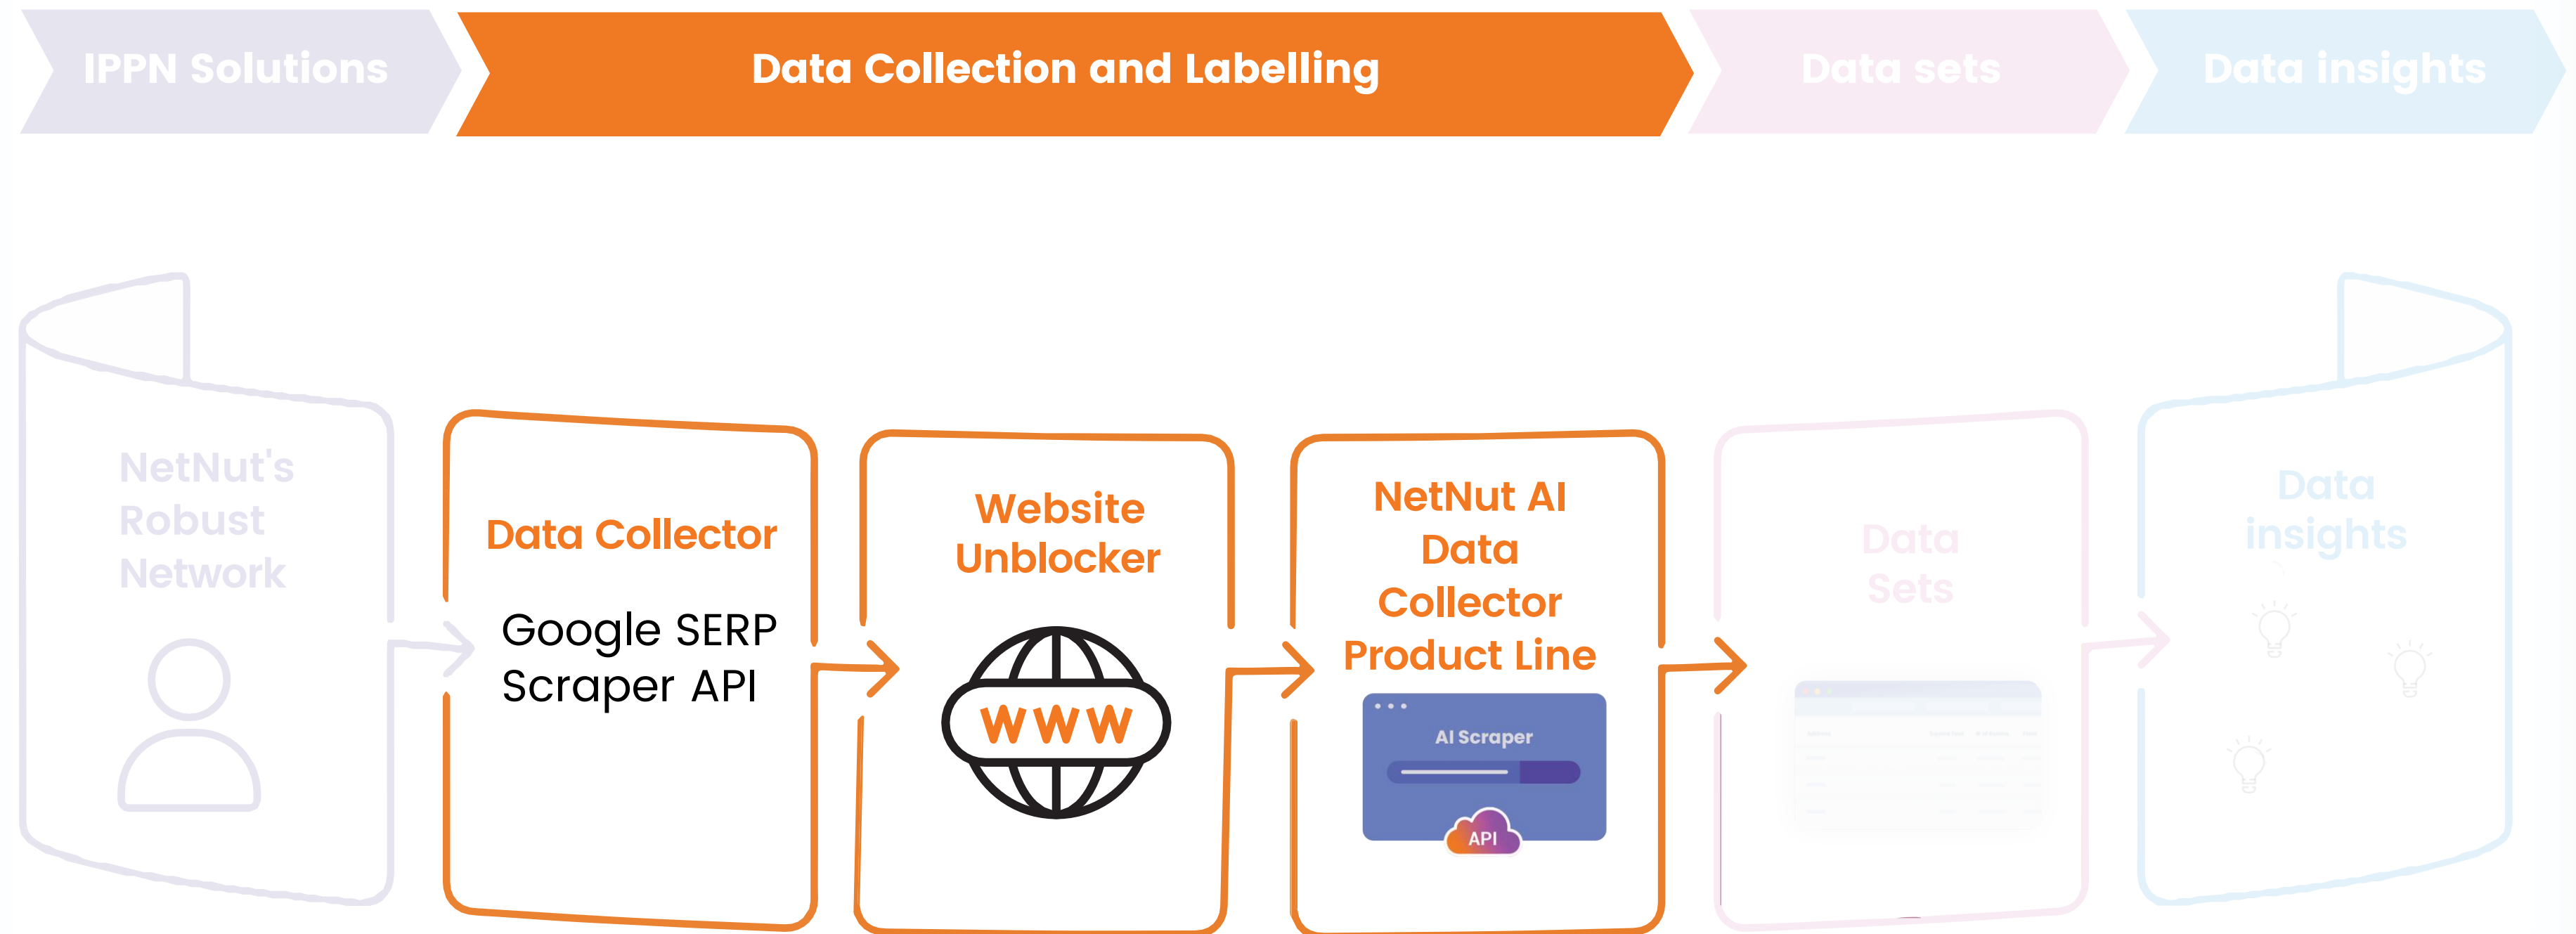 IPPN Solutions
Data Collection and Labelling
Data sets
Data insights
NetNut's
Robust
Network
Data Collector
Google SERP
Scraper API
Website
Unblocker
WWW
NetNut AI
Data
Collector
Product Line
AI Scraper
API
Data
Sets
Data
insights